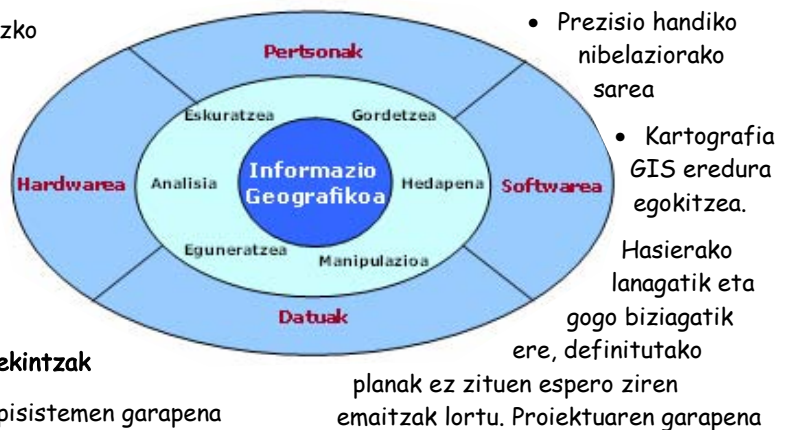 zko
Pertsonak
Eskuratzea
Gordetzea
Hardwarea
Analisia
Informazio
Geografikoa
Hedapena
Softwarea
Eguneratzea
Manipulazioa
Datuak
ekintzak
pisistemen garapena
• Prezisio handiko
nibelaziorako
sarea
• Kartografia
GIS eredura
egokitzea.
Hasierako
lanagatik eta
gogo biziagatik
ere, definitutako
planak ez zituen espero ziren
emaitzak lortu. Proiektuaren garapena